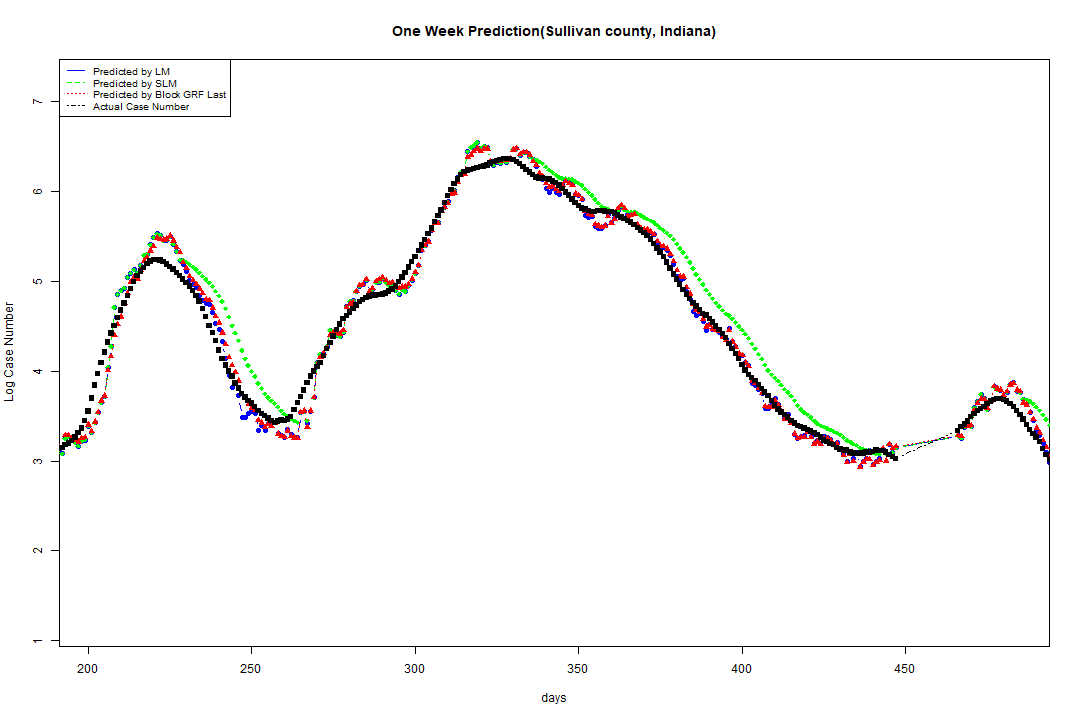 One Week Prediction(Sullivan county, Indiana)
Predicted by LM
Predicted by SLM
Predicted by Block GRF Last
Actual Case Number
7
6
5
4
3
2
1
Log Case Number
200 250 300 350 400 450
days